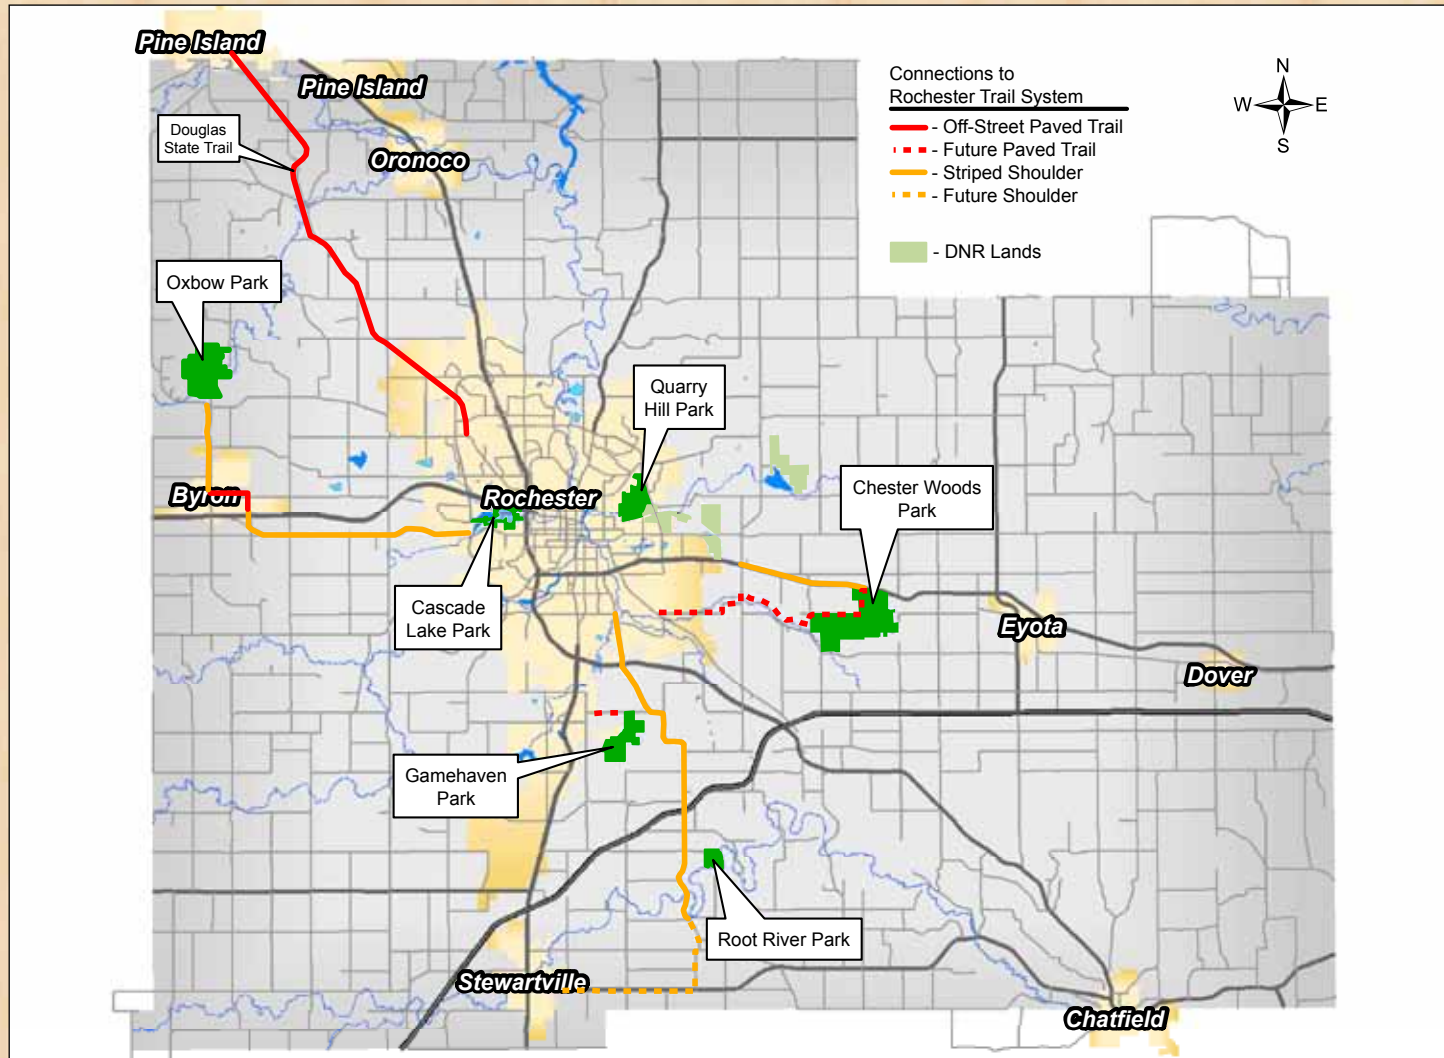 Pine Island
Pine Island
Douglas
State Trail
Oronoco
Connections to
Rochester Trail System
- Off-Street Paved Trail
- Future Paved Trail
- Striped Shoulder
- Future Shoulder
- DNR Lands
N
W E
S
Oxbow Park
Quarry
Hill Park
Byron
Rochester
Chester Woods
Park
Cascade
Lake Park
Eyota
Dover
Gamehaven
Park
Root River Park
Stewartville
Chatfield